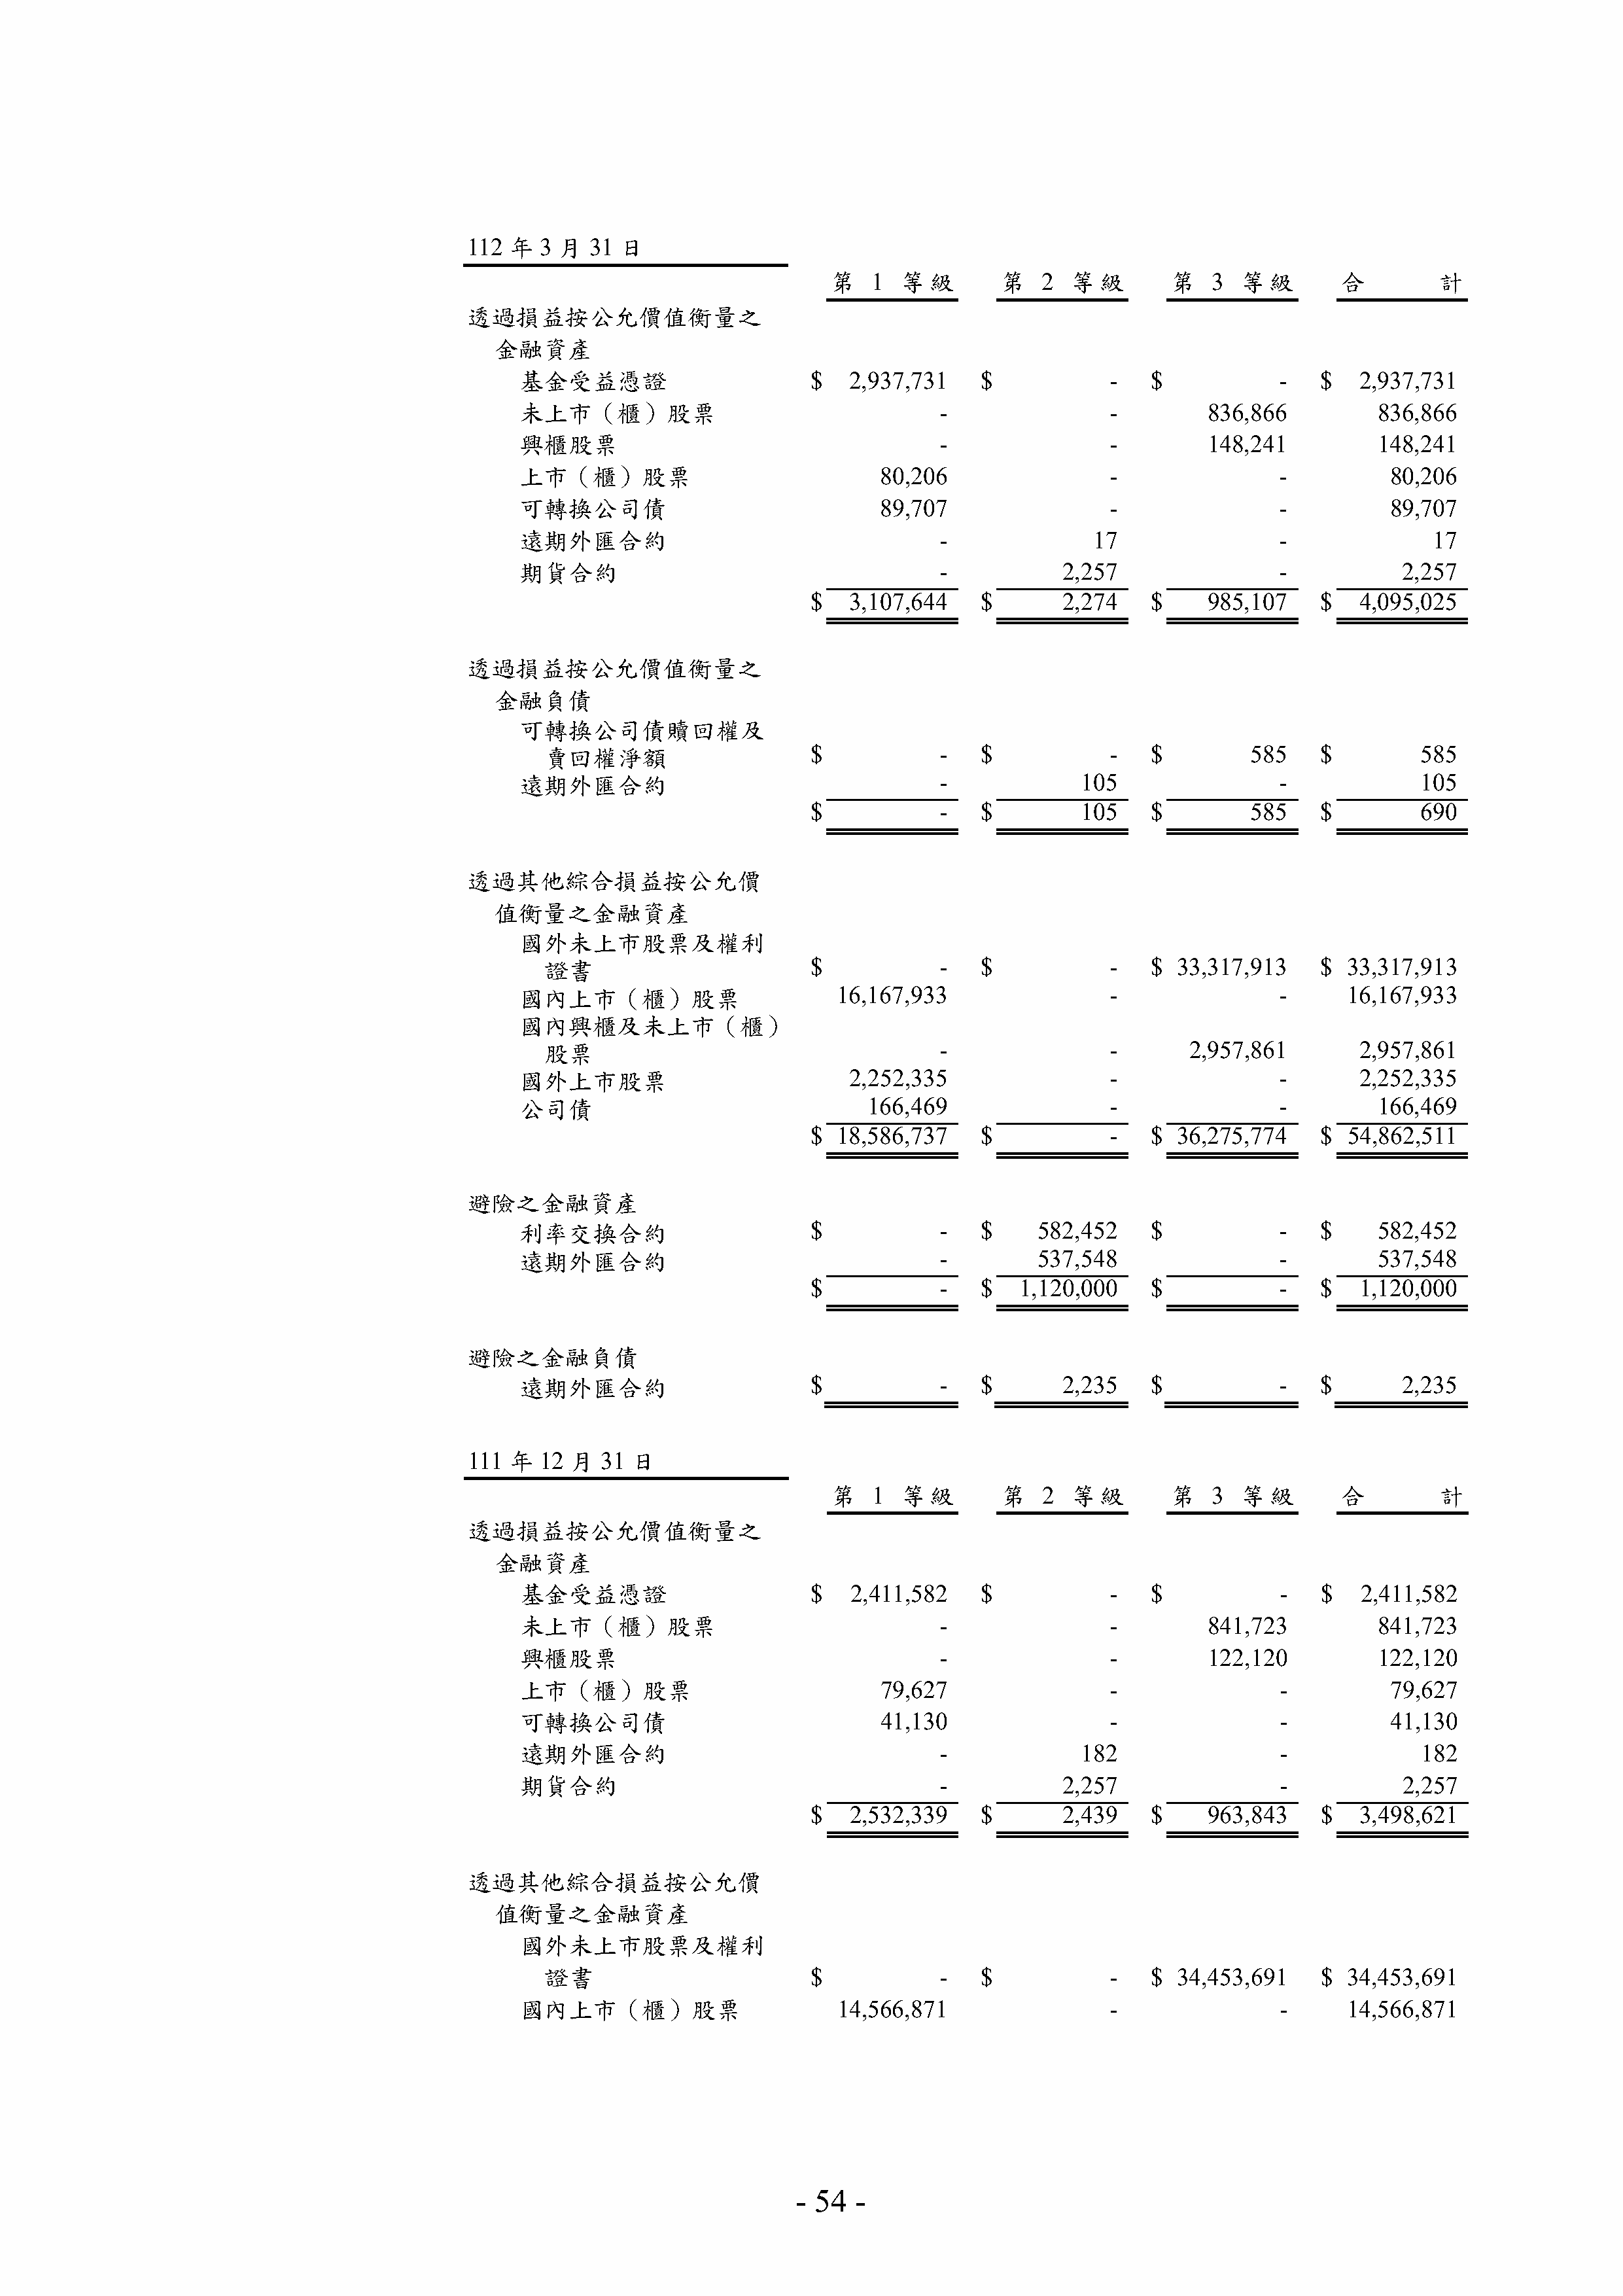 112 年 3 月 31 日
第 1 等級 第 2 等級 第 3 等級 合 計
透過損益按公允價值衡量之
金融資產
基金受益憑證 $ 2,937,731 $ - $ - $ 2,937,731
未上市（櫃）股票 - - 836,866 836,866
興櫃股票 - - 148,241 148,241
上市（櫃）股票 80,206 - - 80,206
可轉換公司債 89,707 - - 89,707
遠期外匯合約 - 17 - 17
期貨合約 - 2,257 - 2,257
$ 3,107,644 $ 2,274 $ 985,107 $ 4,095,025
透過損益按公允價值衡量之
金融負債
可轉換公司債贖回權及
賣回權淨額 $ - $ - $ 585 $ 585
遠期外匯合約 - 105 - 105
$ - $ 105 $ 585 $ 690
透過其他綜合損益按公允價
值衡量之金融資產
國外未上市股票及權利
證書 $ - $ - $ 33,317,913 $ 33,317,913
國內上市（櫃）股票 16,167,933 - - 16,167,933
國內興櫃及未上市（櫃）
股票 - - 2,957,861 2,957,861
國外上市股票 2,252,335 - - 2,252,335
公司債 166,469 - - 166,469
$ 18,586,737 $ - $ 36,275,774 $ 54,862,511
避險之金融資產
利率交換合約 $ - $ 582,452 $ - $ 582,452
遠期外匯合約 - 537,548 - 537,548
$ - $ 1,120,000 $ - $ 1,120,000
避險之金融負債
遠期外匯合約 $ - $ 2,235 $ - $ 2,235
111 年 12 月 31 日
第 1 等級 第 2 等級 第 3 等級 合 計
透過損益按公允價值衡量之
金融資產
基金受益憑證 $ 2,411,582 $ - $ - $ 2,411,582
未上市（櫃）股票 - - 841,723 841,723
興櫃股票 - - 122,120 122,120
上市（櫃）股票 79,627 - - 79,627
可轉換公司債 41,130 - - 41,130
遠期外匯合約 - 182 - 182
期貨合約 - 2,257 - 2,257
$ 2,532,339 $ 2,439 $ 963,843 $ 3,498,621
透過其他綜合損益按公允價
值衡量之金融資產
國外未上市股票及權利
證書 $ - $ - $ 34,453,691 $ 34,453,691
國內上市（櫃）股票 14,566,871 - - 14,566,871
- 54 -